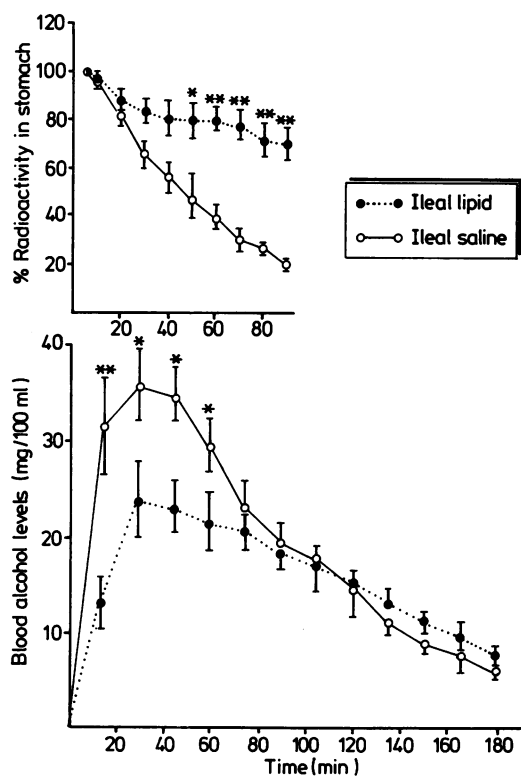 % Radioactivity in stomach
120
100
80
60
40
20
* ** ** ** **
20 40 60 80
Ileal lipid
Ileal saline
Blood alcohol levels (mg/100 ml)
40
30
20
10
** * * *
20 40 60 80 100 120 140 160 180
Time (min)